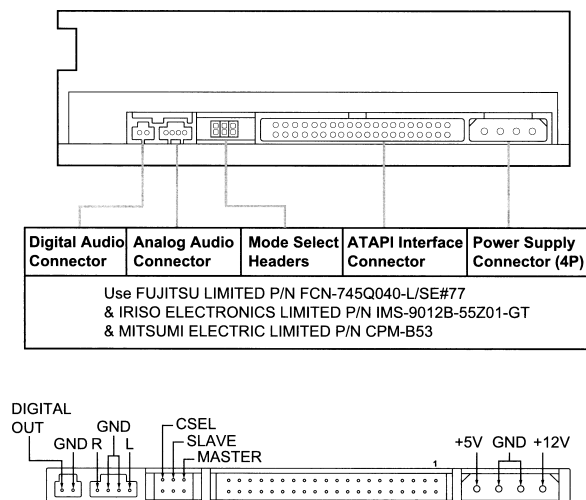 Digital Audio Connector
Analog Audio Connector
Mode Select Headers
ATAPI Interface Connector
Power Supply Connector (4P)
Use FUJITSU LIMITED P/N FCN-745Q040-L/SE#77
& IRISO ELECTRONICS LIMITED P/N IMS-9012B-55Z01-GT
& MITSUMI ELECTRIC LIMITED P/N CPM-B53
DIGITAL OUT
GND
R
GND
L
CSEL
SLAVE
MASTER
1
+5V GND +12V